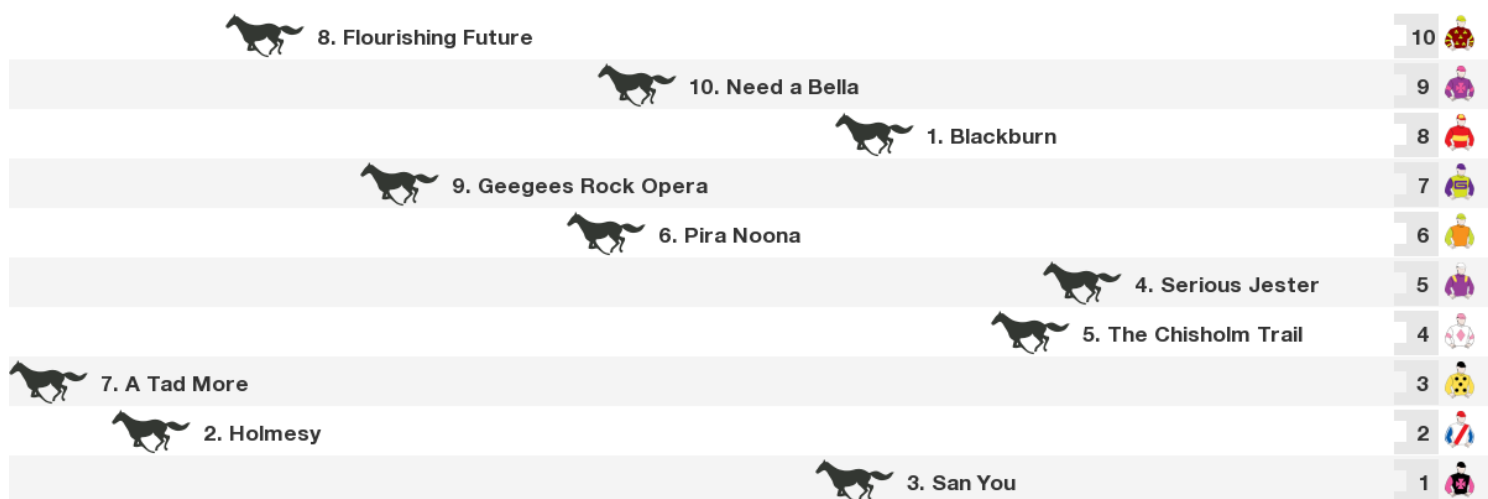 8. Flourishing Future 10
10. Need a Bella 9
1. Blackburn 8
9. Geegees Rock Opera 7
6. Pira Noona 6
4. Serious Jester 5
5. The Chisholm Trail 4
7. A Tad More 3
2. Holmesy 2
3. San You 1